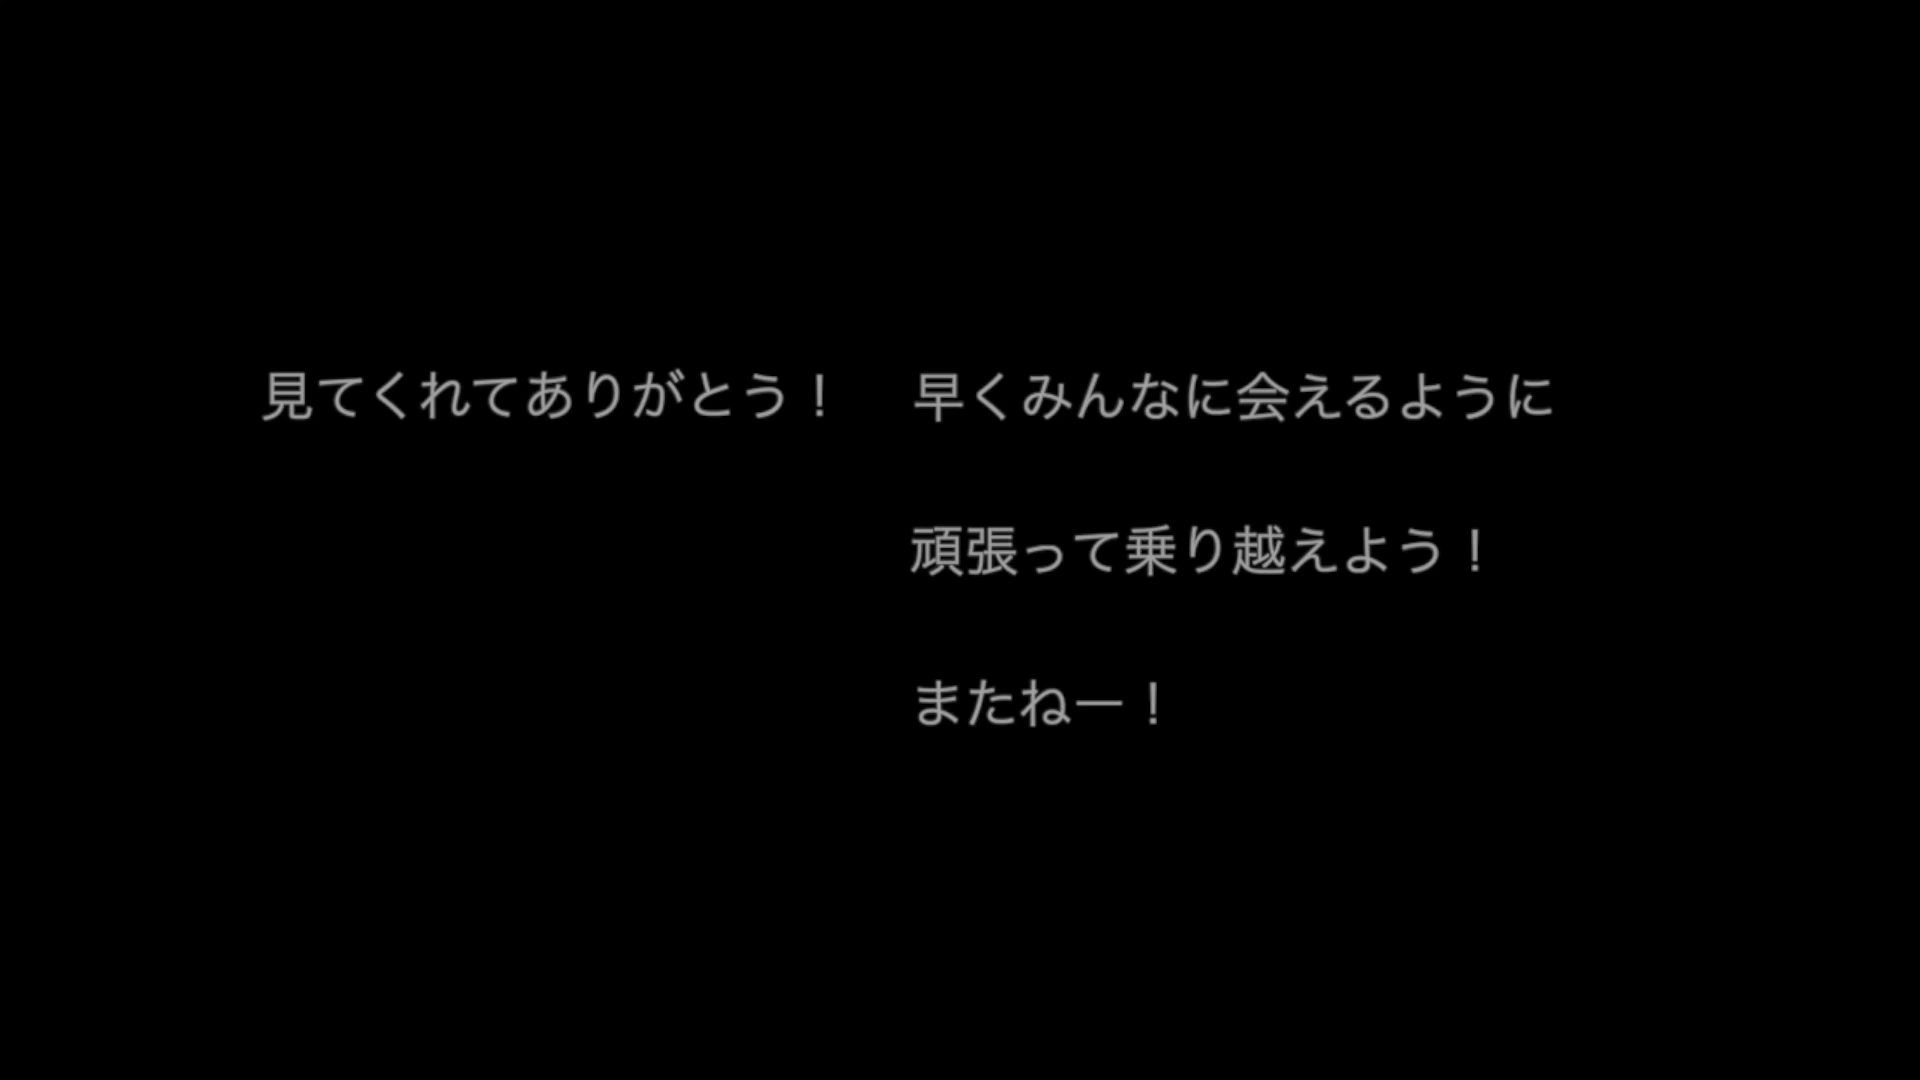 見てくれてありがとう！
早くみんなに会えるように
頑張って乗り越えよう！
またねー！